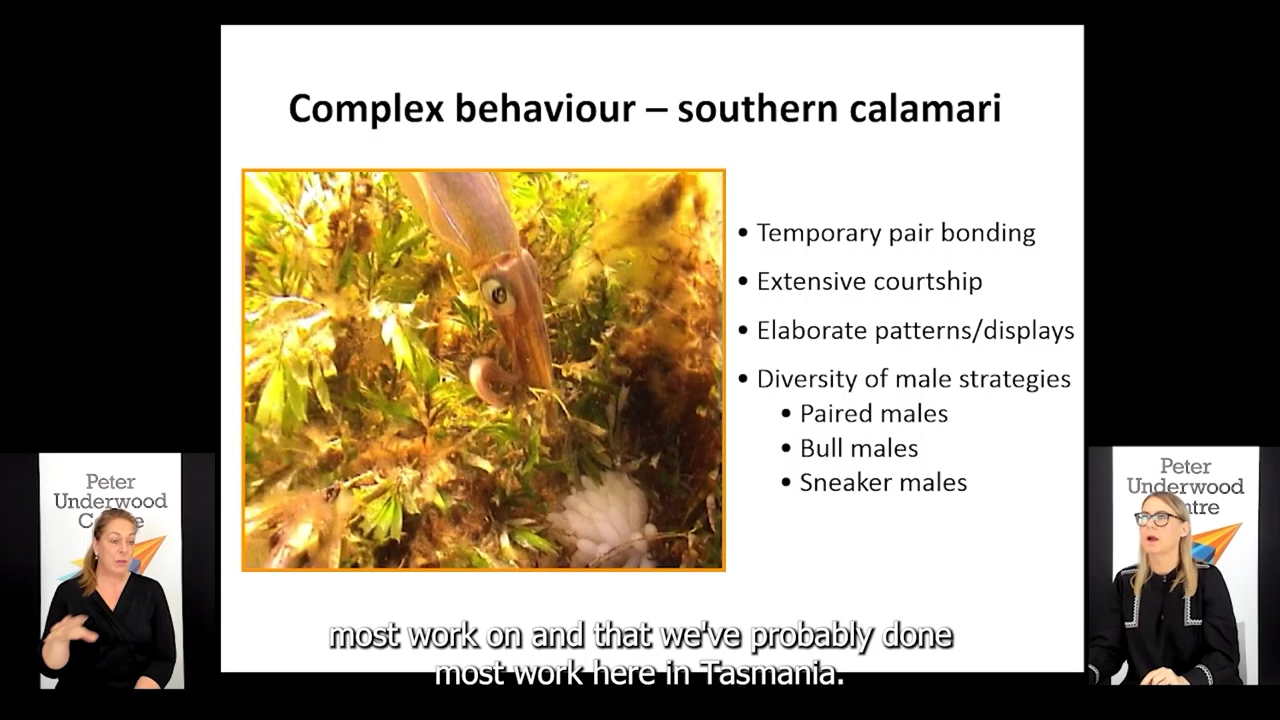 Complex behaviour – southern calamari
• Temporary pair bonding
• Extensive courtship
• Elaborate patterns/displays
• Diversity of male strategies
• Paired males
• Bull males
• Sneaker males
Peter
Underwood
Peter
Underwood
most work on and that we've probably done
most work here in Tasmania.